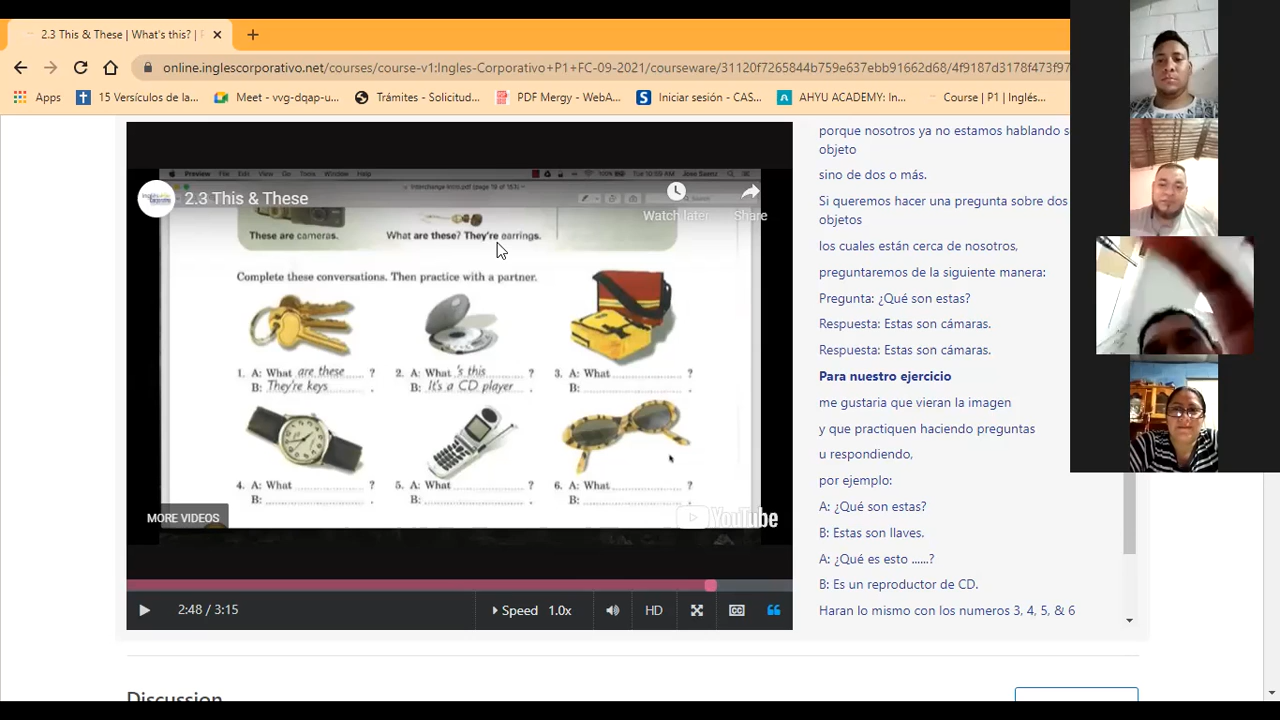 2.3 This & These | What's this? |
online.inglescorporativo.net/courses/course-v1:InglesCorporativo+P1+FC-09-2021/courseware/31120f7265844b759e637ebb91662d68/4f9187d3178f473f97
Apps
15 Versículos de la...
Meet - vvg-dqap-u...
Trámites - Solicitud...
PDF Mergy - WebA...
Iniciar sesión - CAS...
AHYU ACADEMY: In...
Course | P1 | Inglés...
Preview File Edit View Go Tools Window Help
2.3 This & These
Watch later
Share
These are cameras.
What are these? They're earrings.
Complete these conversations. Then practice with a partner.
1. A: What are these ?
B: They're keys .
2. A: What 's this ?
B: It's a CD player .
3. A: What ?
B: .
4. A: What ?
B: .
5. A: What ?
B: .
6. A: What ?
B: .
MORE VIDEOS
YouTube
2:48 / 3:15
Speed 1.0x
HD
porque nosotros ya no estamos hablando s
objeto
sino de dos o más.
Si queremos hacer una pregunta sobre dos
objetos
los cuales están cerca de nosotros,
preguntaremos de la siguiente manera:
Pregunta: ¿Qué son estas?
Respuesta: Estas son cámaras.
Respuesta: Estas son cámaras.
Para nuestro ejercicio
me gustaria que vieran la imagen
y que practiquen haciendo preguntas
u respondiendo,
por ejemplo:
A: ¿Qué son estas?
B: Estas son llaves.
A: ¿Qué es esto ......?
B: Es un reproductor de CD.
Haran lo mismo con los numeros 3, 4, 5, & 6
Discussion